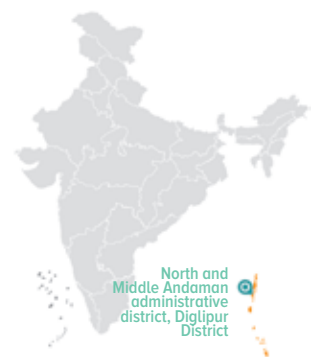 North and
Middle Andaman
administrative
district, Diglipur
District